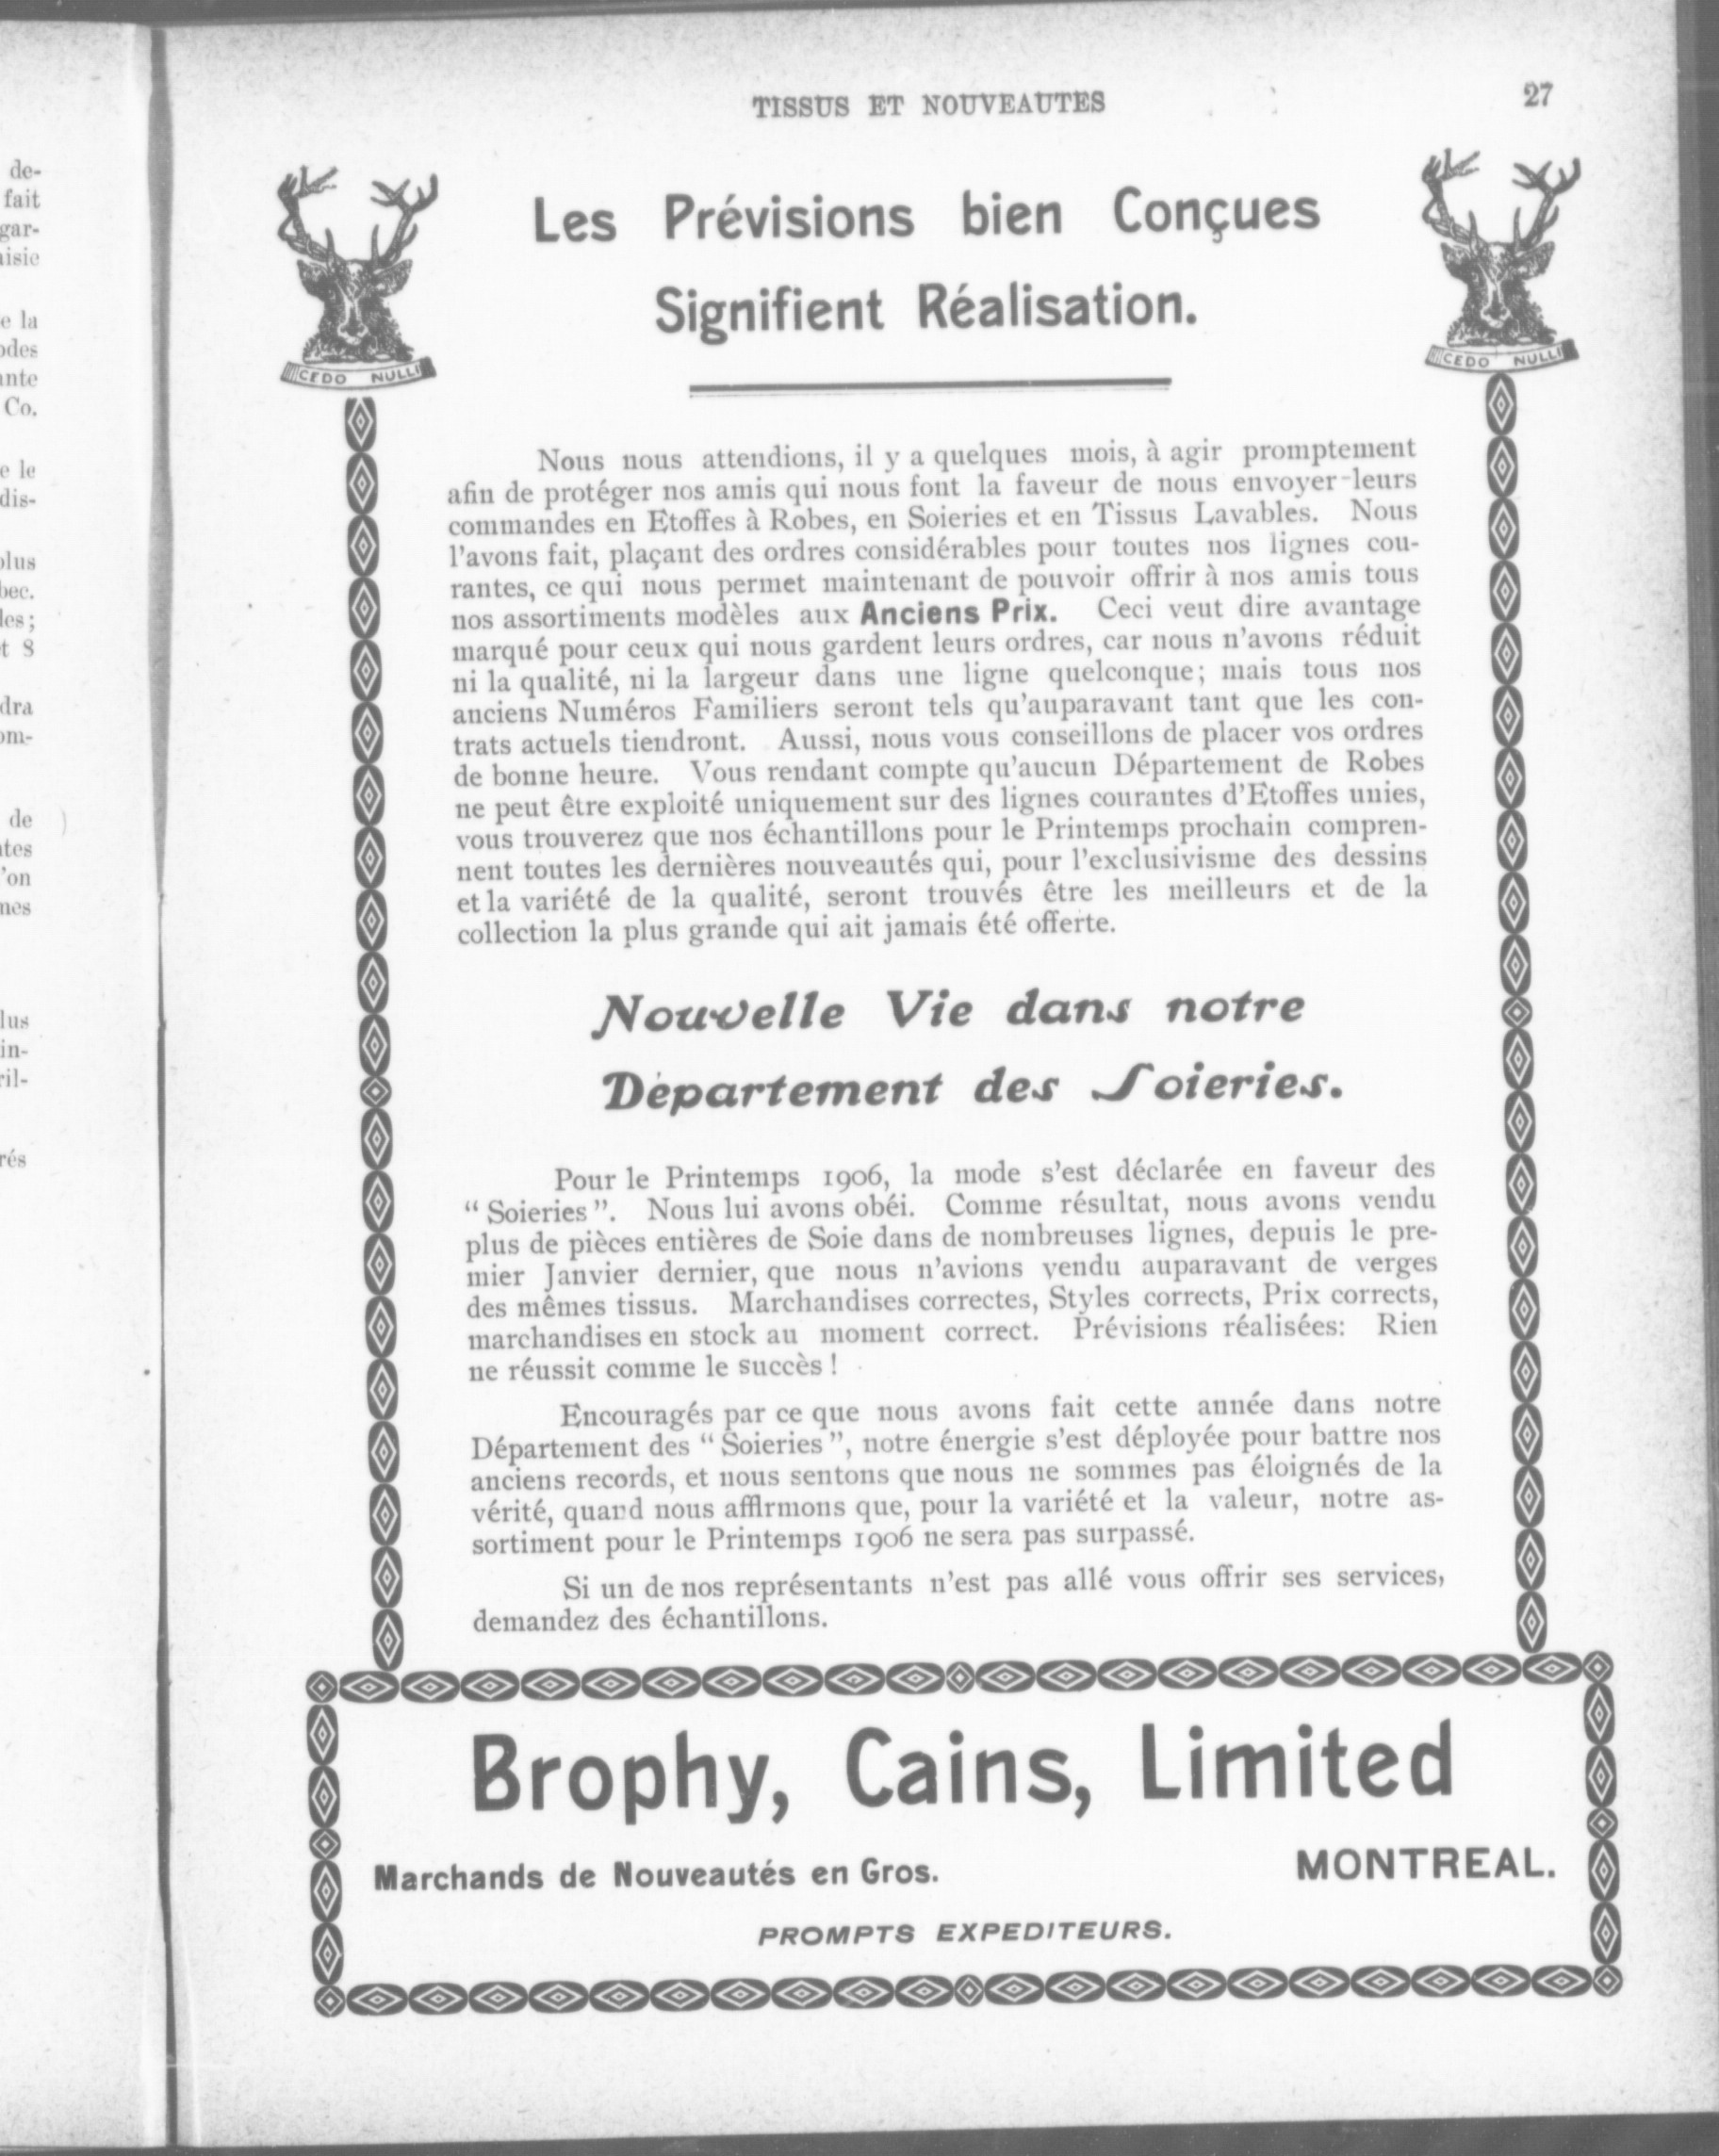 TISSUS ET NOUVEAUTES 27
Les Prévisions bien Conçues
Signifient Réalisation.
CEDO NULLI
CEDO NULLI
Nous nous attendions, il y a quelques mois, à agir promptement
afin de protéger nos amis qui nous font la faveur de nous envoyer-leurs
commandes en Etoffes à Robes, en Soieries et en Tissus Lavables. Nous
l'avons fait, plaçant des ordres considérables pour toutes nos lignes cou-
rantes, ce qui nous permet maintenant de pouvoir offrir à nos amis tous
nos assortiments modèles aux Anciens Prix. Ceci veut dire avantage
marqué pour ceux qui nous gardent leurs ordres, car nous n'avons réduit
ni la qualité, ni la largeur dans une ligne quelconque; mais tous nos
anciens Numéros Familiers seront tels qu'auparavant tant que les con-
trats actuels tiendront. Aussi, nous vous conseillons de placer vos ordres
de bonne heure. Vous rendant compte qu'aucun Département de Robes
ne peut être exploité uniquement sur des lignes courantes d'Etoffes unies,
vous trouverez que nos échantillons pour le Printemps prochain compren-
nent toutes les dernières nouveautés qui, pour l'exclusivisme des dessins
et la variété de la qualité, seront trouvés être les meilleurs et de la
collection la plus grande qui ait jamais été offerte.
Nouvelle Vie dans notre
Département des Soieries.
Pour le Printemps 1906, la mode s'est déclarée en faveur des
" Soieries ". Nous lui avons obéi. Comme résultat, nous avons vendu
plus de pièces entières de Soie dans de nombreuses lignes, depuis le pre-
mier Janvier dernier, que nous n'avions vendu auparavant de verges
des mêmes tissus. Marchandises correctes, Styles corrects, Prix corrects,
marchandises en stock au moment correct. Prévisions réalisées: Rien
ne réussit comme le succès !
Encouragés par ce que nous avons fait cette année dans notre
Département des " Soieries ", notre énergie s'est déployée pour battre nos
anciens records, et nous sentons que nous ne sommes pas éloignés de la
vérité, quand nous affirmons que, pour la variété et la valeur, notre as-
sortiment pour le Printemps 1906 ne sera pas surpassé.
Si un de nos représentants n'est pas allé vous offrir ses services,
demandez des échantillons.
Brophy, Cains, Limited
Marchands de Nouveautés en Gros. MONTREAL.
PROMPTS EXPEDITEURS.